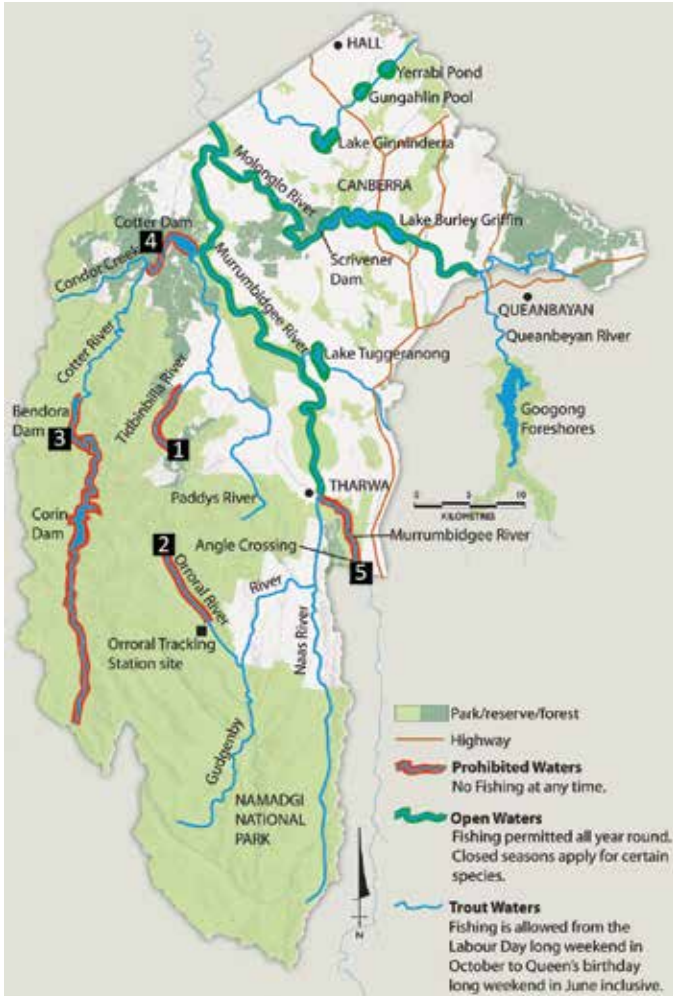 HALL
Yerrabi Pond
Gungahlin Pool
Lake Ginninderra
Molonglo River
CANBERRA
Lake Burley Griffin
Cotter Dam
4
Condor Creek
Scrivener
Dam
Murrumbidgee River
QUEANBAYAN
Queanbeyan River
Cotter River
Lake Tuggeranong
Tidbinbilla River
Bendora
Dam
3
1
Googong
Foreshores
Paddys River
THARWA
0 5 10
KILOMETRES
Corin
Dam
2
Angle Crossing
Murrumbidgee River
5
Orroral River
River
Naas River
Orroral Tracking
Station site
Gudgenby
NAMADGI
NATIONAL
PARK
N
Park/reserve/forest
Highway
Prohibited Waters
No Fishing at any time.
Open Waters
Fishing permitted all year round.
Closed seasons apply for certain
species.
Trout Waters
Fishing is allowed from the
Labour Day long weekend in
October to Queen's birthday
long weekend in June inclusive.